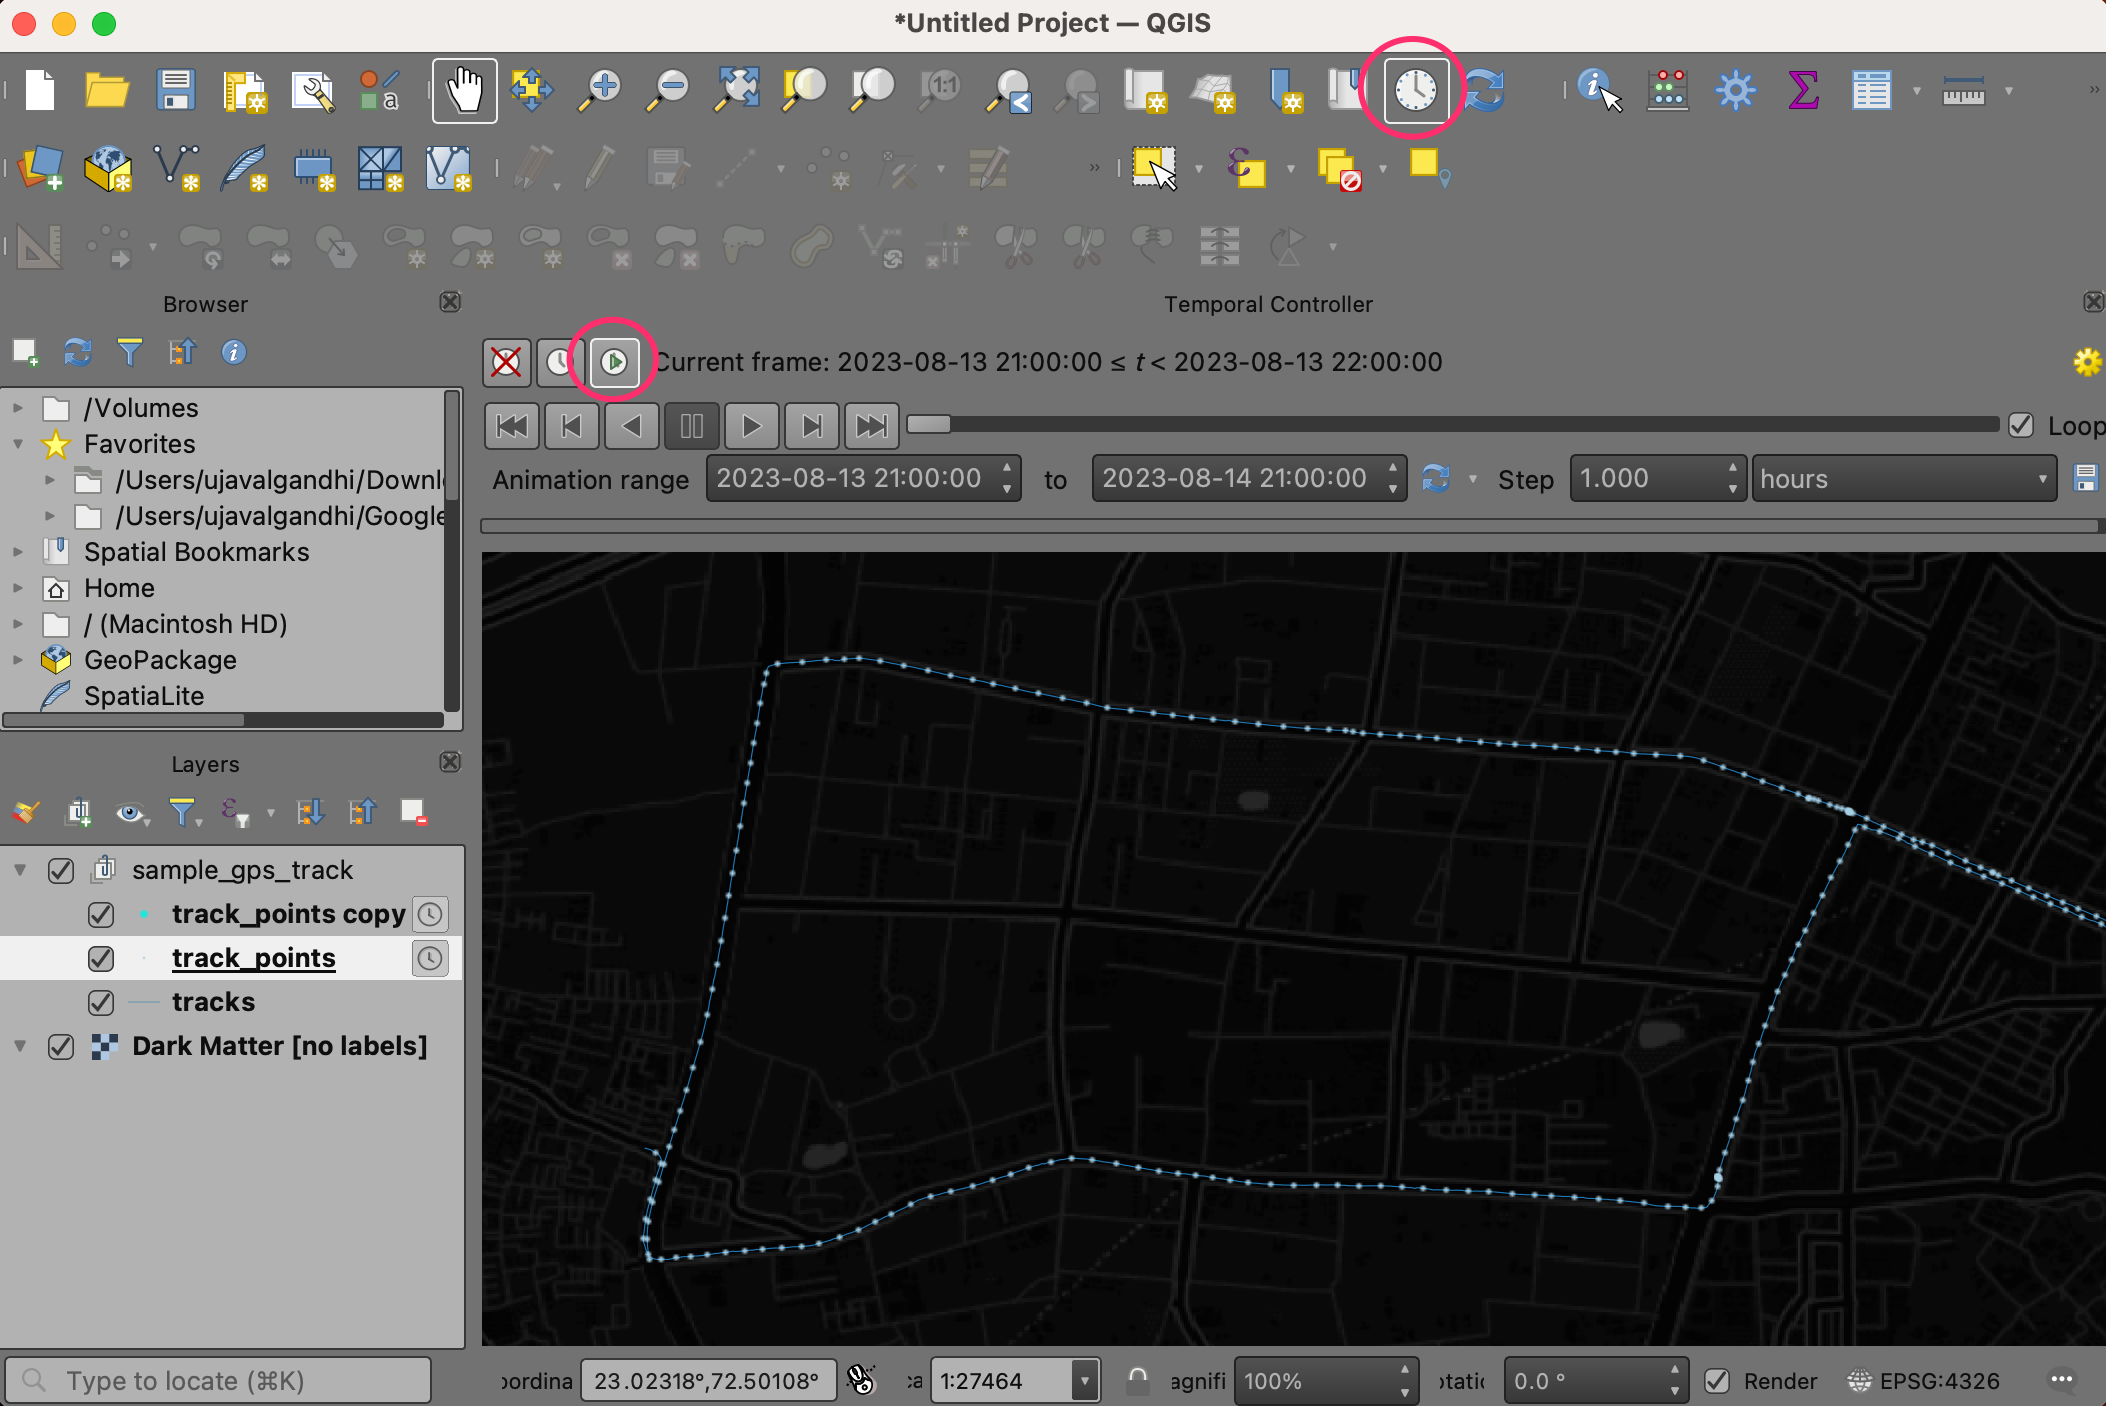 *Untitled Project — QGIS
1:1
a
»
»
Browser
Temporal Controller
Current frame: 2023-08-13 21:00:00 ≤ t < 2023-08-13 22:00:00
/Volumes
Favorites
/Users/ujavalgandhi/Downl
/Users/ujavalgandhi/Google
Spatial Bookmarks
Home
/ (Macintosh HD)
GeoPackage
SpatiaLite
Loop
Animation range 2023-08-13 21:00:00 to 2023-08-14 21:00:00 Step 1.000 hours
Layers
sample_gps_track
track_points copy
track_points
tracks
Dark Matter [no labels]
Type to locate (⌘K)
oordina 23.02318°,72.50108° 1:27464 agnifi 100% otatic 0.0 ° Render EPSG:4326